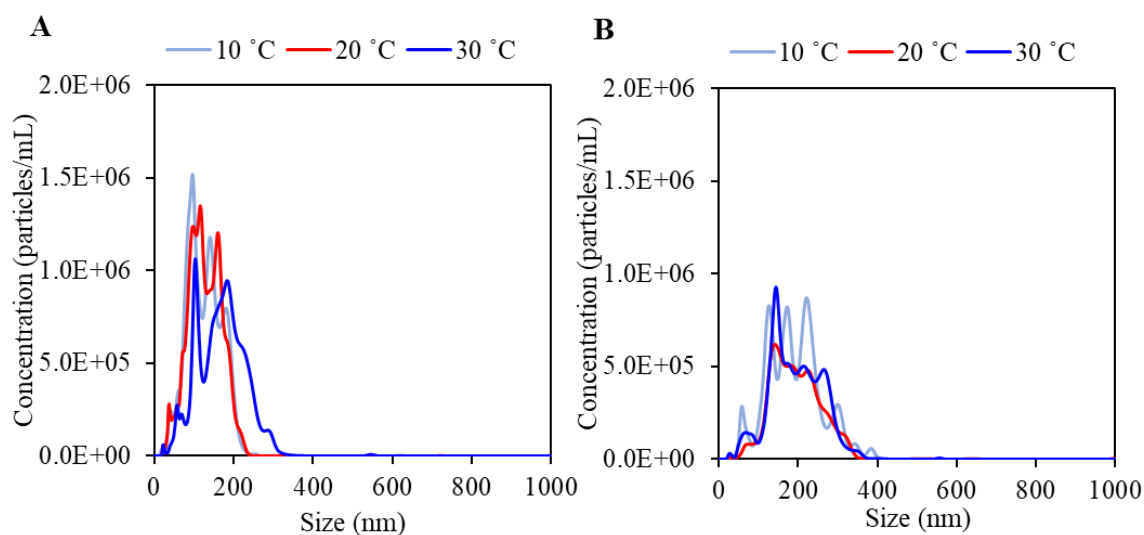 A
10 ˚C 20 ˚C 30 ˚C
2.0E+06
1.5E+06
1.0E+06
5.0E+05
0.0E+00
Concentration (particles/mL)
0 200 400 600 800 1000
Size (nm)
B
10 ˚C 20 ˚C 30 ˚C
2.0E+06
1.5E+06
1.0E+06
5.0E+05
0.0E+00
Concentration (particles/mL)
0 200 400 600 800 1000
Size (nm)